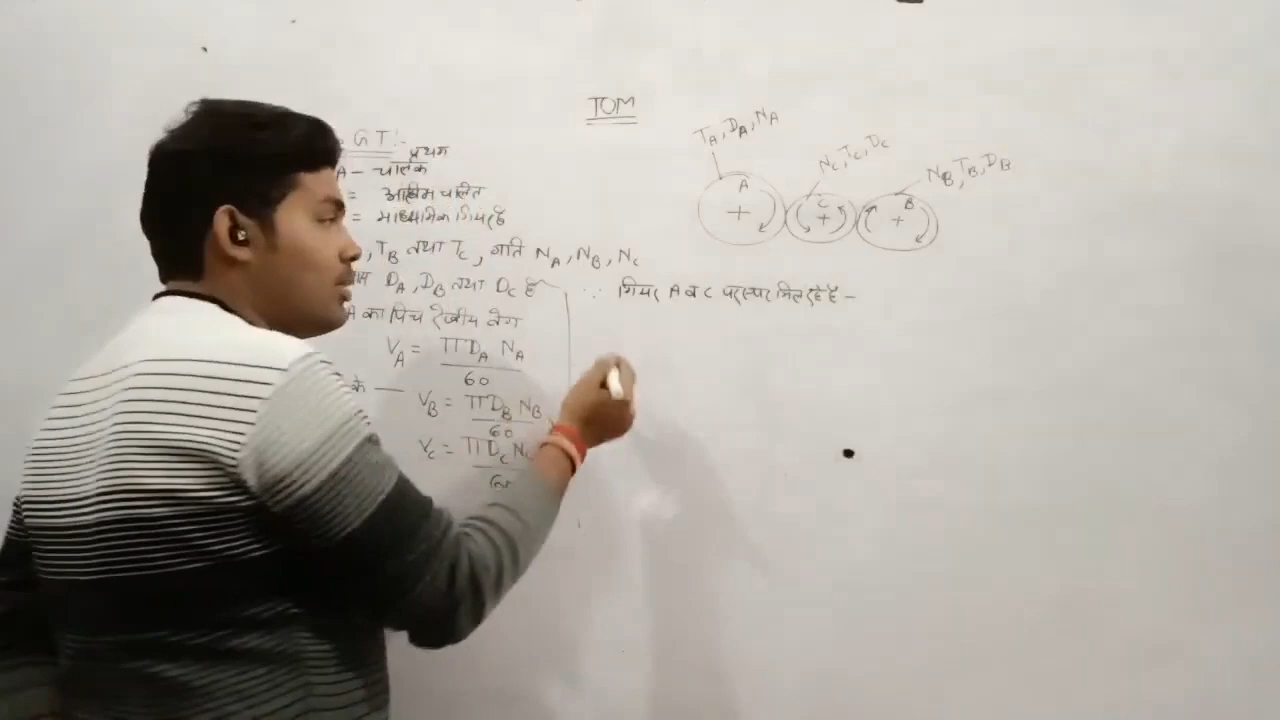 TOM
GT:-
प्रथम
A - चालक
= अन्तिम चालित
= माध्यमिक गियर है
, T_B तथा T_C, गति N_A, N_B, N_C
D_A, D_B तथा D_C है
A का पिच रेखीय वेग
V_A = πD_A N_A / 60
के —
V_B = πD_B N_B / 60
V_C = πD_C N_C / 60
T_A, D_A, N_A
N_C, T_C, D_C
N_B, T_B, D_B
A
C
B
∵ गियर A व C परस्पर मिल रहे है -